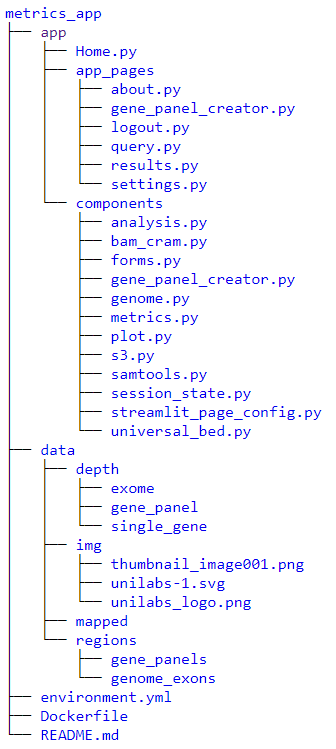 metrics_app
├── app
│   ├── Home.py
│   ├── app_pages
│   │   ├── about.py
│   │   ├── gene_panel_creator.py
│   │   ├── logout.py
│   │   ├── query.py
│   │   ├── results.py
│   │   └── settings.py
│   └── components
│       ├── analysis.py
│       ├── bam_cram.py
│       ├── forms.py
│       ├── gene_panel_creator.py
│       ├── genome.py
│       ├── metrics.py
│       ├── plot.py
│       ├── s3.py
│       ├── samtools.py
│       ├── session_state.py
│       ├── streamlit_page_config.py
│       └── universal_bed.py
├── data
│   ├── depth
│   │   ├── exome
│   │   ├── gene_panel
│   │   └── single_gene
│   ├── img
│   │   ├── thumbnail_image001.png
│   │   ├── unilabs-1.svg
│   │   └── unilabs_logo.png
│   ├── mapped
│   └── regions
│       ├── gene_panels
│       └── genome_exons
├── environment.yml
├── Dockerfile
└── README.md